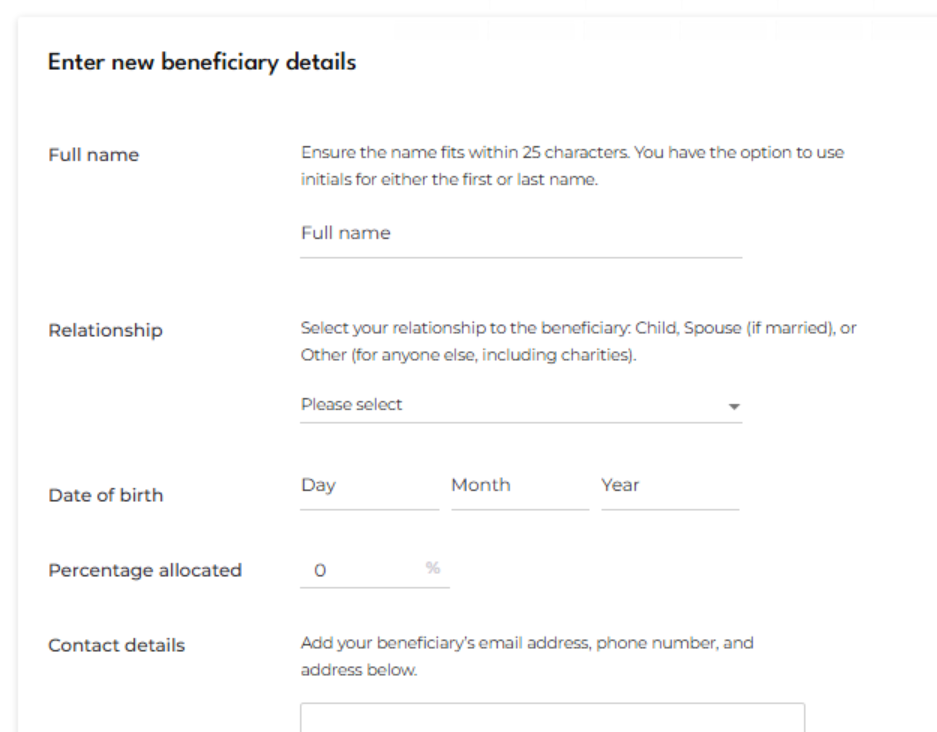 Enter new beneficiary details
Full name
Ensure the name fits within 25 characters. You have the option to use
initials for either the first or last name.
Full name
Relationship
Select your relationship to the beneficiary: Child, Spouse (if married), or
Other (for anyone else, including charities).
Please select
Date of birth
Day Month Year
Percentage allocated
0 %
Contact details
Add your beneficiary's email address, phone number, and
address below.